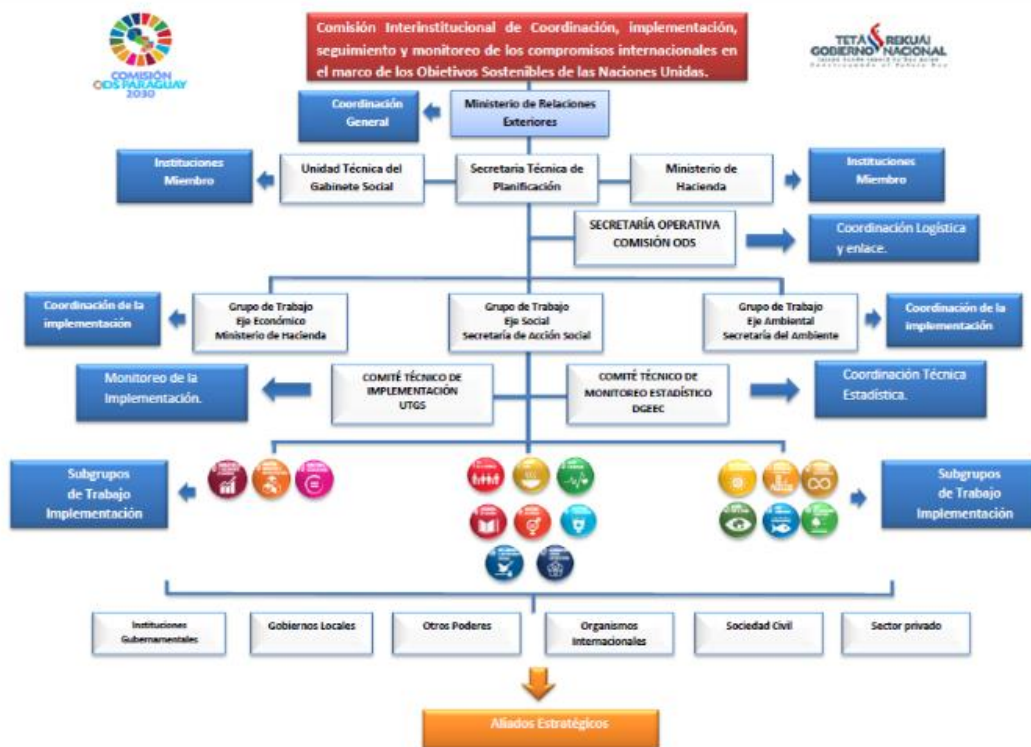 COMISIÓN
ODS PARAGUAY
2030
Comisión Interinstitucional de Coordinación, implementación,
seguimiento y monitoreo de los compromisos internacionales en
el marco de los Objetivos Sostenibles de las Naciones Unidas.
TETÃ REKUÁI
GOBIERNO NACIONAL
Coordinación
General
Ministerio de Relaciones
Exteriores
Instituciones
Miembro
Unidad Técnica del
Gabinete Social
Secretaria Técnica de
Planificación
Ministerio de
Hacienda
Instituciones
Miembro
SECRETARÍA OPERATIVA
COMISIÓN ODS
Coordinación Logística
y enlace.
Coordinación de la
implementación
Grupo de Trabajo
Eje Económico
Ministerio de Hacienda
Grupo de Trabajo
Eje Social
Secretaría de Acción Social
Grupo de Trabajo
Eje Ambiental
Secretaría del Ambiente
Coordinación de la
implementación
Monitoreo de la
Implementación.
COMITÉ TÉCNICO DE
IMPLEMENTACIÓN
UTGS
COMITÉ TÉCNICO DE
MONITOREO ESTADÍSTICO
DGEEC
Coordinación Técnica
Estadística.
Subgrupos
de Trabajo
Implementación
Subgrupos
de Trabajo
Implementación
Instituciones
Gubernamentales
Gobiernos Locales
Otros Poderes
Organismos
Internacionales
Sociedad Civil
Sector privado
Aliados Estratégicos